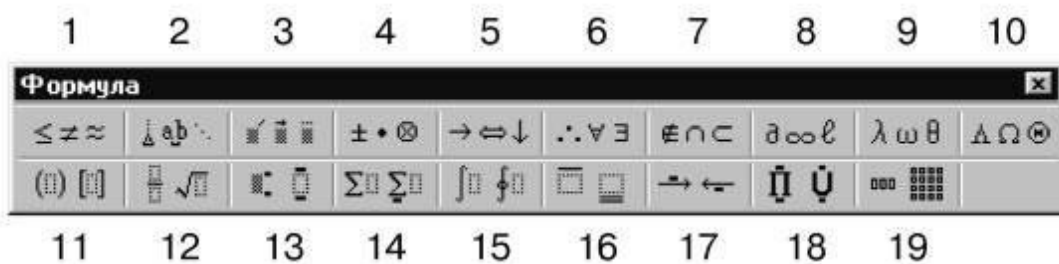 1 2 3 4 5 6 7 8 9 10
Формула
≤ ≠ ≈ a͟b ⋱ ± • ⊗ → ⇔ ↓ ∴ ∀ ∃ ∉ ∩ ⊂ ∂ ∞ ℓ λ ω θ Λ Ω Θ
() [] √ Σ Σ ∫ ∮ → ← Π U
11 12 13 14 15 16 17 18 19